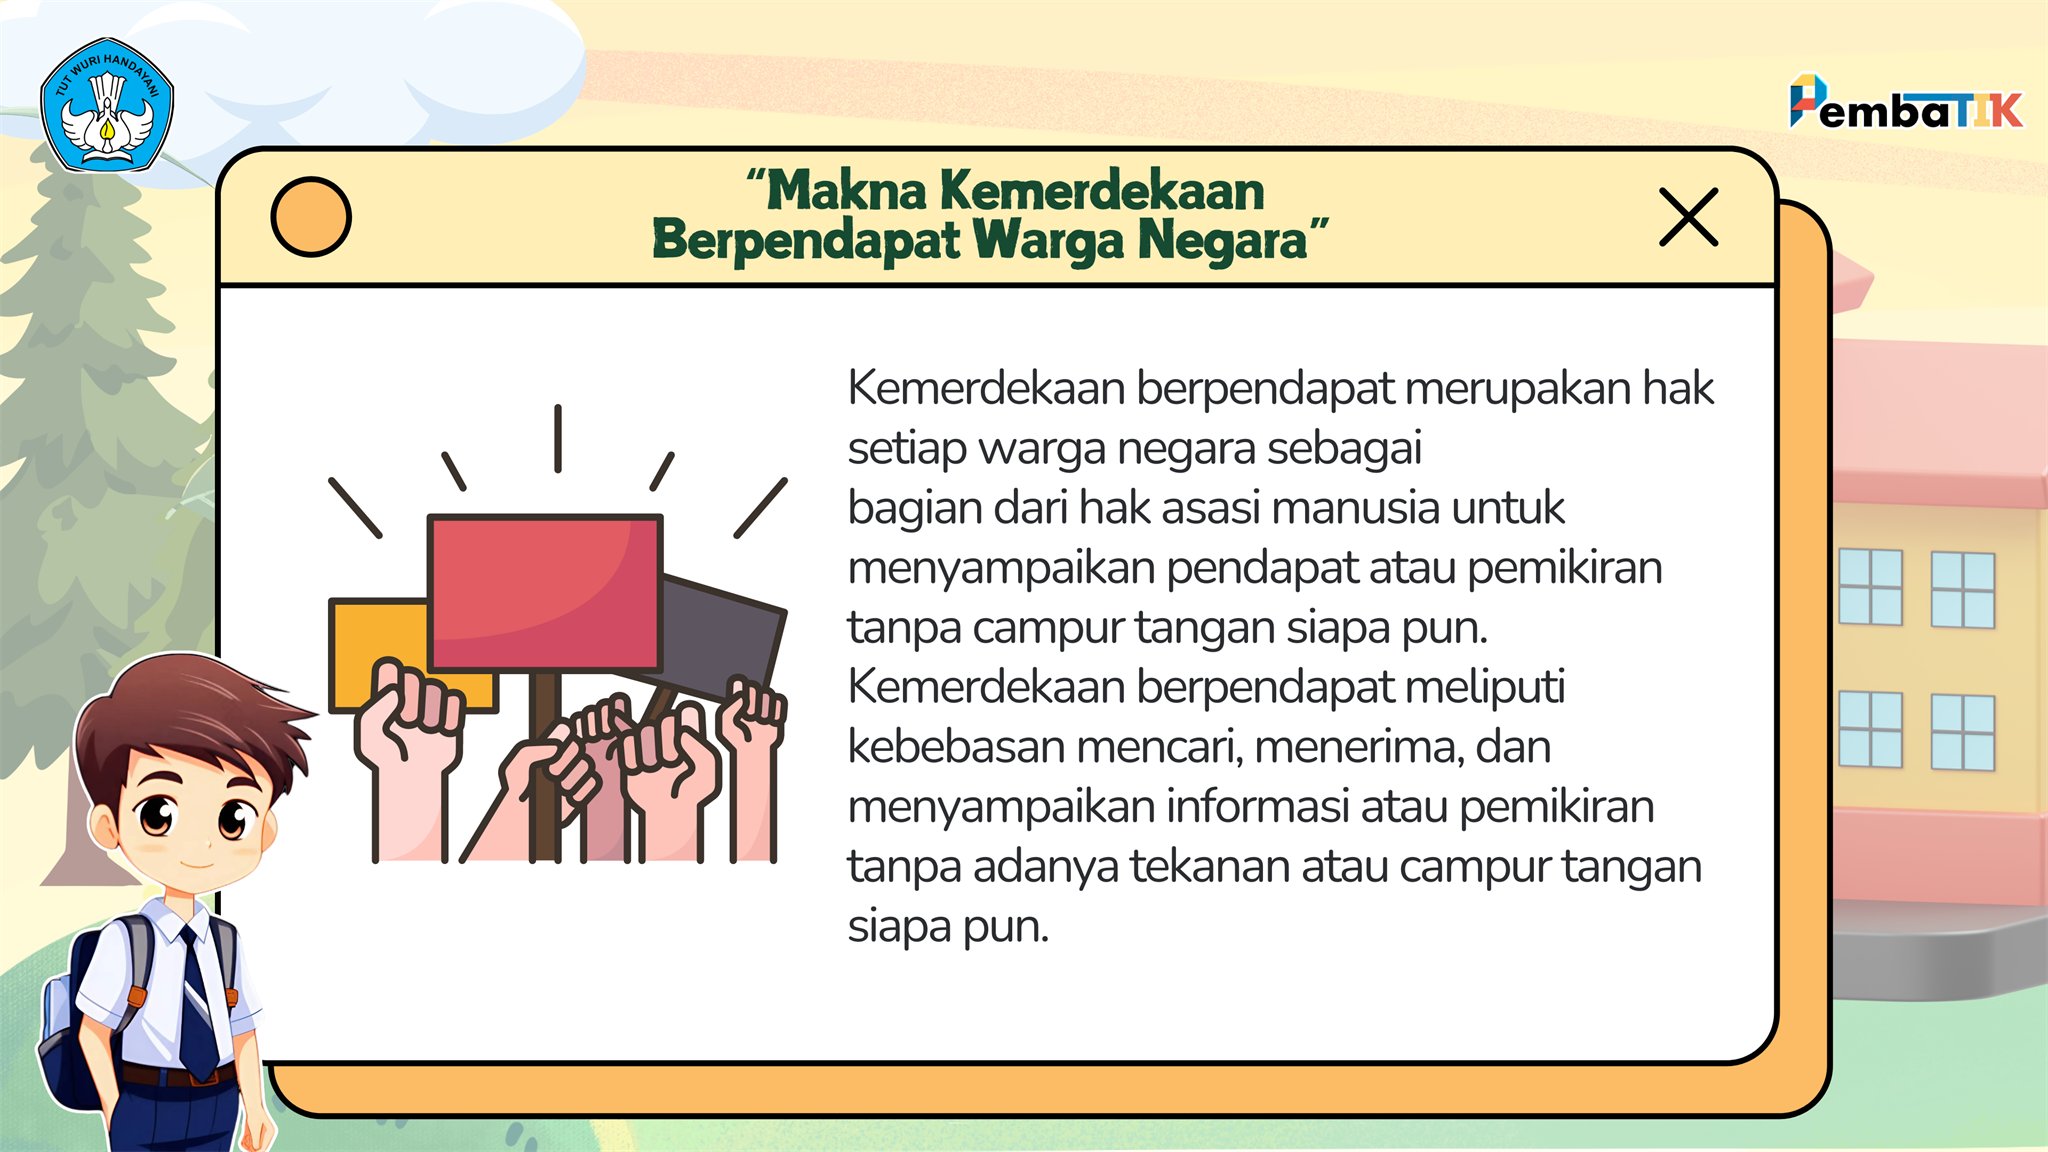 TUT WURI HANDAYANI
PembaTIK
“Makna Kemerdekaan
Berpendapat Warga Negara”
Kemerdekaan berpendapat merupakan hak
setiap warga negara sebagai
bagian dari hak asasi manusia untuk
menyampaikan pendapat atau pemikiran
tanpa campur tangan siapa pun.
Kemerdekaan berpendapat meliputi
kebebasan mencari, menerima, dan
menyampaikan informasi atau pemikiran
tanpa adanya tekanan atau campur tangan
siapa pun.